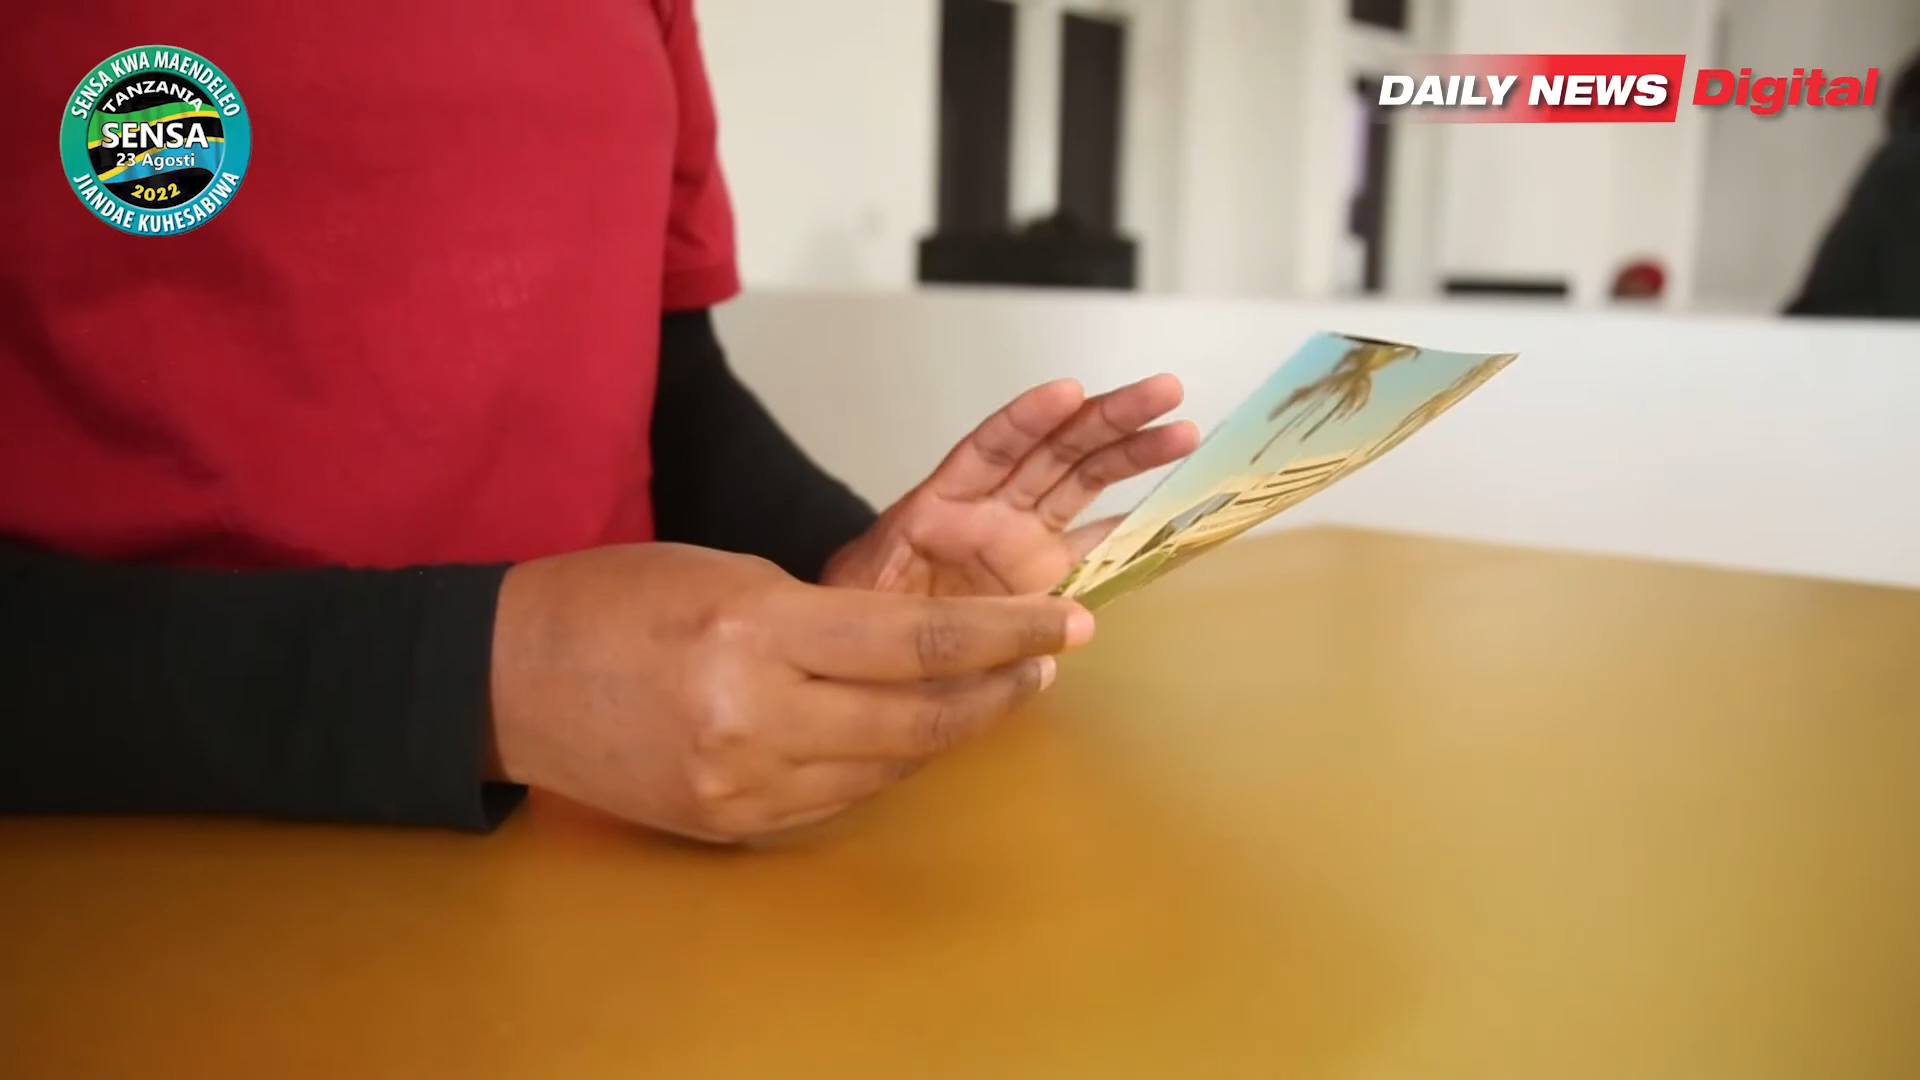 SENSA KWA MAENDELEO
TANZANIA
SENSA
23 Agosti
2022
JIANDAE KUHESABIWA
DAILY NEWS Digital